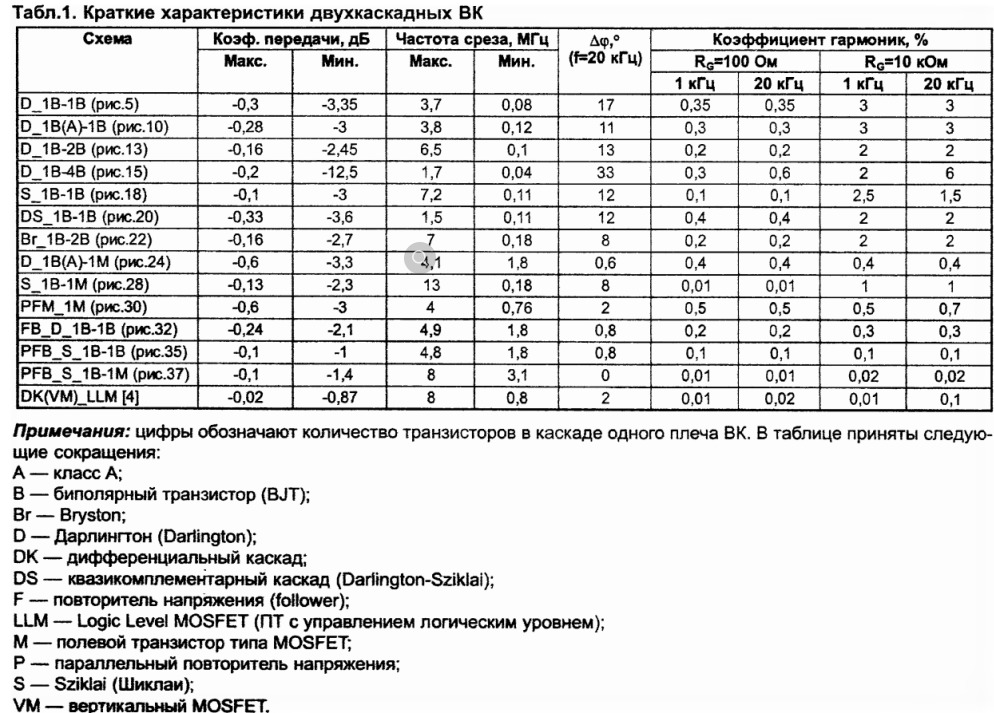 Табл.1. Краткие характеристики двухкаскадных ВК
Схема Коэф. передачи, дБ Частота среза, МГц Δφ,° (f=20 кГц) Коэффициент гармоник, %
Макс. Мин. Макс. Мин. R_G=100 Ом R_G=10 кОм
1 кГц 20 кГц 1 кГц 20 кГц
D_1B-1B (рис.5) -0,3 -3,35 3,7 0,08 17 0,35 0,35 3 3
D_1B(A)-1B (рис.10) -0,28 -3 3,8 0,12 11 0,3 0,3 3 3
D_1B-2B (рис.13) -0,16 -2,45 6,5 0,1 13 0,2 0,2 2 2
D_1B-4B (рис.15) -0,2 -12,5 1,7 0,04 33 0,3 0,6 2 6
S_1B-1B (рис.18) -0,1 -3 7,2 0,11 12 0,1 0,1 2,5 1,5
DS_1B-1B (рис.20) -0,33 -3,6 1,5 0,11 12 0,4 0,4 2 2
Br_1B-2B (рис.22) -0,16 -2,7 7 0,18 8 0,2 0,2 2 2
D_1B(A)-1M (рис.24) -0,6 -3,3 4,1 1,8 0,6 0,4 0,4 0,4 0,4
S_1B-1M (рис.28) -0,13 -2,3 13 0,18 8 0,01 0,01 1 1
PFM_1M (рис.30) -0,6 -3 4 0,76 2 0,5 0,5 0,5 0,7
FB_D_1B-1B (рис.32) -0,24 -2,1 4,9 1,8 0,8 0,2 0,2 0,3 0,3
PFB_S_1B-1B (рис.35) -0,1 -1 4,8 1,8 0,8 0,1 0,1 0,1 0,1
PFB_S_1B-1M (рис.37) -0,1 -1,4 8 3,1 0 0,01 0,01 0,02 0,02
DK(VM)_LLM [4] -0,02 -0,87 8 0,8 2 0,01 0,02 0,01 0,1
Примечания: цифры обозначают количество транзисторов в каскаде одного плеча ВК. В таблице приняты следую-
щие сокращения:
A — класс А;
B — биполярный транзистор (BJT);
Br — Bryston;
D — Дарлингтон (Darlington);
DK — дифференциальный каскад;
DS — квазикомплементарный каскад (Darlington-Sziklai);
F — повторитель напряжения (follower);
LLM — Logic Level MOSFET (ПТ с управлением логическим уровнем);
M — полевой транзистор типа MOSFET;
P — параллельный повторитель напряжения;
S — Sziklai (Шиклаи);
VM — вертикальный MOSFET.